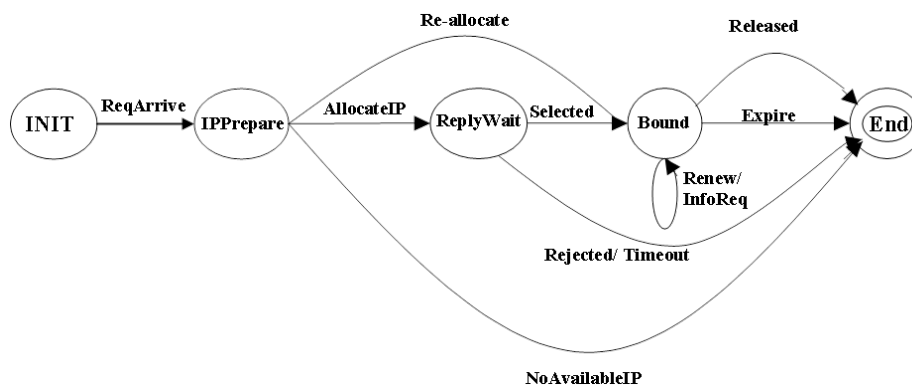 Re-allocate
Released
ReqArrive
AllocateIP
Selected
Expire
INIT
IPPrepare
ReplyWait
Bound
End
Renew/
InfoReq
Rejected/ Timeout
NoAvailableIP